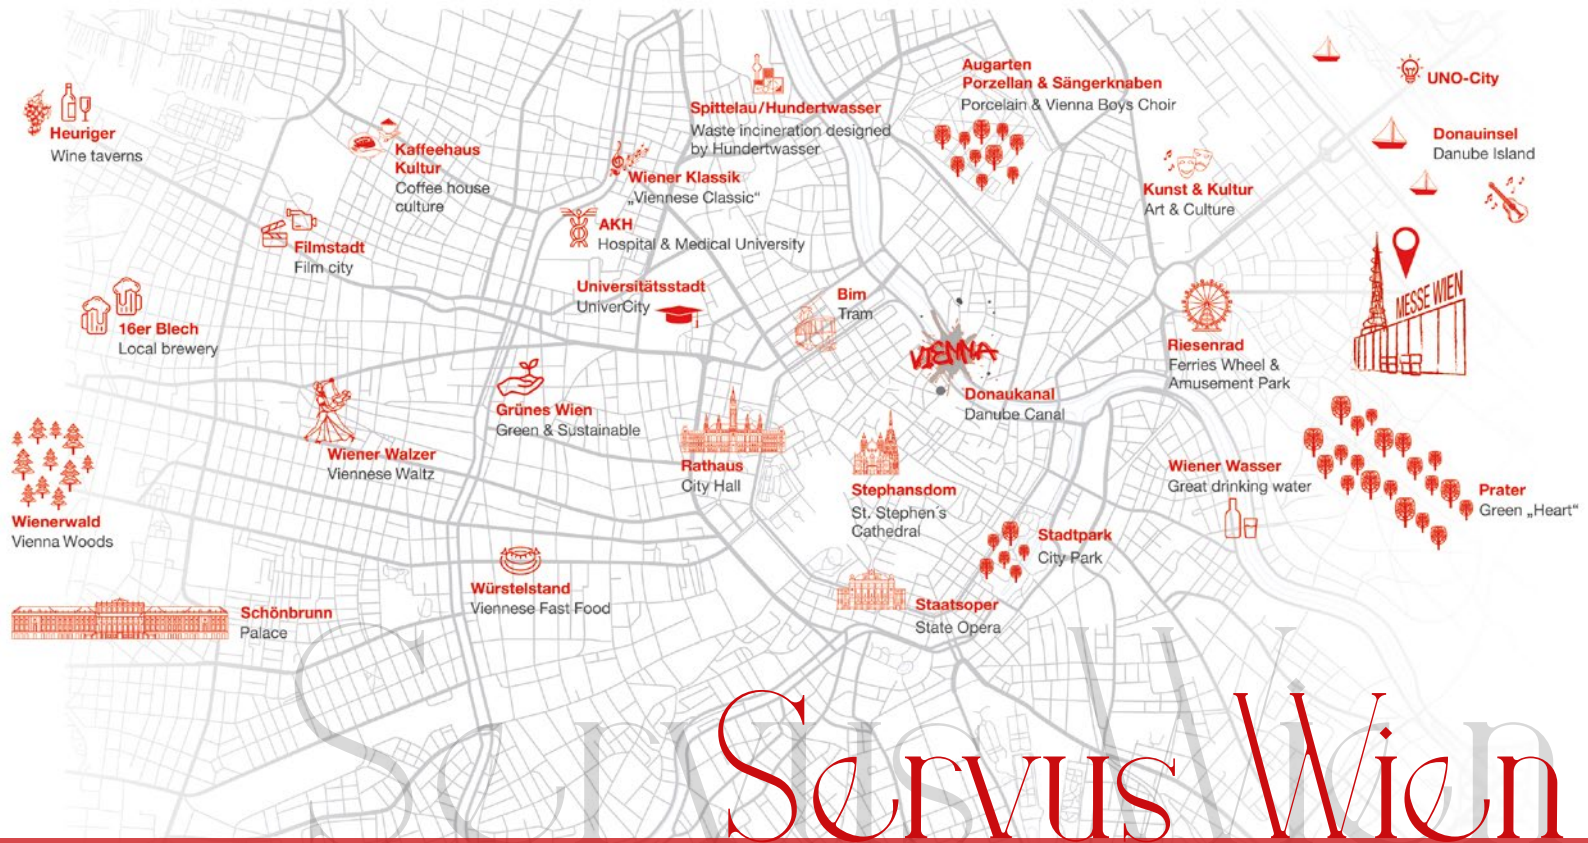 Heuriger
Wine taverns
Kaffeehaus
Kultur
Coffee house
culture
Spittelau/Hundertwasser
Waste incineration designed
by Hundertwasser
Augarten
Porzellan & Sängerknaben
Porcelain & Vienna Boys Choir
UNO-City
Donauinsel
Danube Island
Wiener Klassik
„Viennese Classic“
Kunst & Kultur
Art & Culture
AKH
Hospital & Medical University
Filmstadt
Film city
Universitätsstadt
UniverCity
Bim
Tram
MESSE WIEN
16er Blech
Local brewery
VIENNA
Riesenrad
Ferries Wheel &
Amusement Park
Donaukanal
Danube Canal
Grünes Wien
Green & Sustainable
Wiener Walzer
Viennese Waltz
Rathaus
City Hall
Stephansdom
St. Stephen´s
Cathedral
Wiener Wasser
Great drinking water
Prater
Green „Heart“
Wienerwald
Vienna Woods
Stadtpark
City Park
Würstelstand
Viennese Fast Food
Staatsoper
State Opera
Schönbrunn
Palace
Servus Wien
Servus Wien